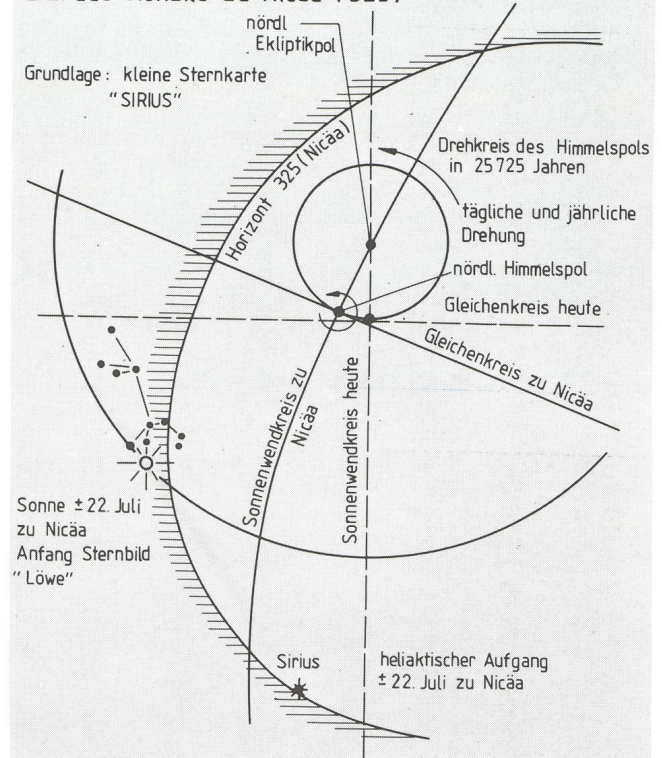 nördl
Ekliptikpol
Grundlage: kleine Sternkarte
"SIRIUS"
Horizont 325 (Nicäa)
Drehkreis des Himmelspols
in 25725 Jahren
tägliche und jährliche
Drehung
nördl. Himmelspol
Gleichenkreis heute
Gleichenkreis zu Nicäa
Sonnenwendkreis zu
Nicäa
Sonnenwendkreis heute
Sonne ± 22. Juli
zu Nicäa
Anfang Sternbild
"Löwe"
Sirius
heliaktischer Aufgang
± 22. Juli zu Nicäa